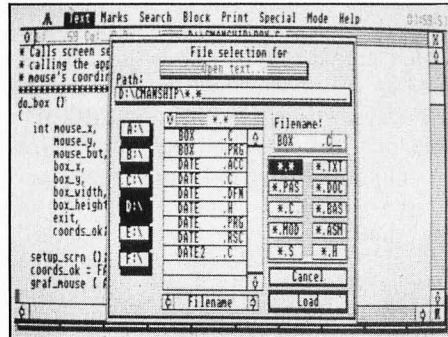 Text Marks Search Block Print Special Mode Help
* Calls screen se
* calling the app
* mouse's coordin
do_box ()
{
int mouse_x,
mouse_y,
mouse_but,
box_x,
box_y,
box_width,
box_height
exit,
coords_ok;
setup_scrn ();
coords_ok = FA
graf_mouse ( A
File selection for
Open text...
Path:
D:\CMANSHIP\*.*
A:\
B:\
C:\
D:\
E:\
F:\
*.*
BOX .C
BOX .PRG
DATE .ACC
DATE .C
DATE .DFN
DATE .H
DATE .PRG
DATE .RSC
DATE2 .C
Filename
Filename:
BOX .C
*.* *.TXT
*.PAS *.DOC
*.C *.BAS
*.MOD *.ASM
*.S *.H
Cancel
Load